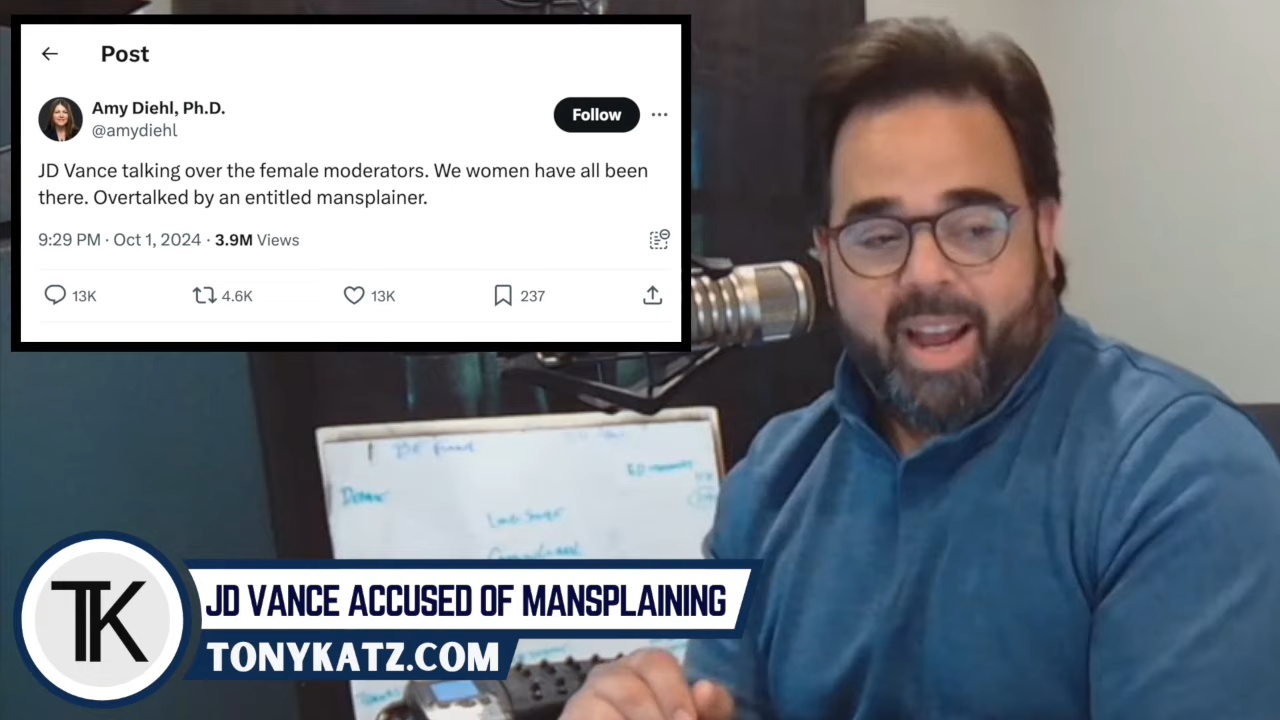 Post
Amy Diehl, Ph.D.
@amydiehl
Follow
JD Vance talking over the female moderators. We women have all been
there. Overtalked by an entitled mansplainer.
9:29 PM · Oct 1, 2024 · 3.9M Views
13K
4.6K
13K
237
TK
JD VANCE ACCUSED OF MANSPLAINING
TONYKATZ.COM